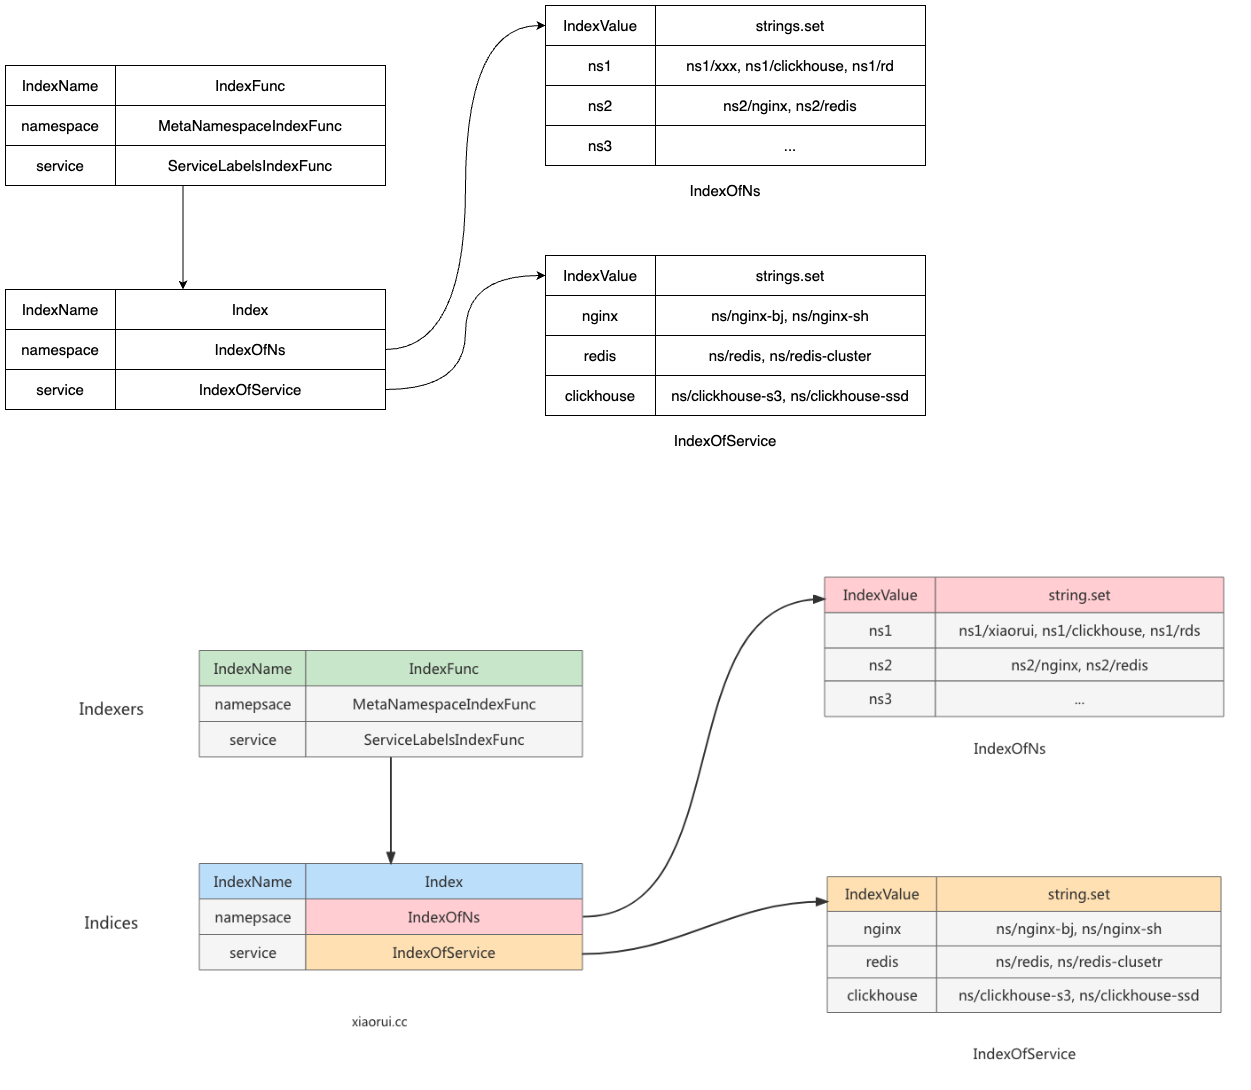 IndexValue strings.set
ns1 ns1/xxx, ns1/clickhouse, ns1/rd
ns2 ns2/nginx, ns2/redis
ns3 ...
IndexOfNs
IndexName IndexFunc
namespace MetaNamespaceIndexFunc
service ServiceLabelsIndexFunc
IndexName Index
namespace IndexOfNs
service IndexOfService
IndexValue strings.set
nginx ns/nginx-bj, ns/nginx-sh
redis ns/redis, ns/redis-cluster
clickhouse ns/clickhouse-s3, ns/clickhouse-ssd
IndexOfService
IndexValue string.set
ns1 ns1/xiaorui, ns1/clickhouse, ns1/rds
ns2 ns2/nginx, ns2/redis
ns3 ...
IndexOfNs
Indexers
IndexName IndexFunc
namepsace MetaNamespaceIndexFunc
service ServiceLabelsIndexFunc
Indices
IndexName Index
namepsace IndexOfNs
service IndexOfService
xiaorui.cc
IndexValue string.set
nginx ns/nginx-bj, ns/nginx-sh
redis ns/redis, ns/redis-clusetr
clickhouse ns/clickhouse-s3, ns/clickhouse-ssd
IndexOfService